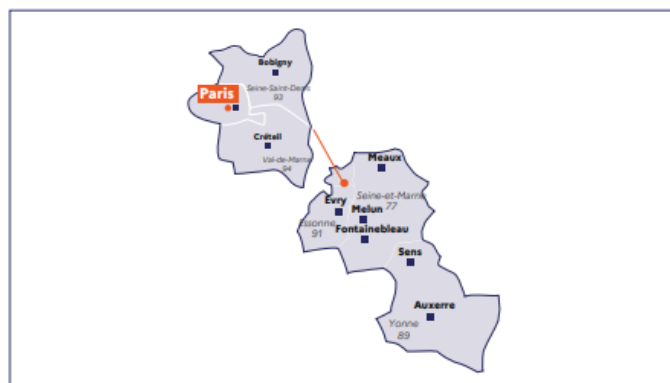 Bobigny
Seine-Saint-Denis
93
Paris
Créteil
Val-de-Marne
94
Meaux
Seine-et-Marne
77
Evry
Melun
Essonne
91
Fontainebleau
Sens
Auxerre
Yonne
89